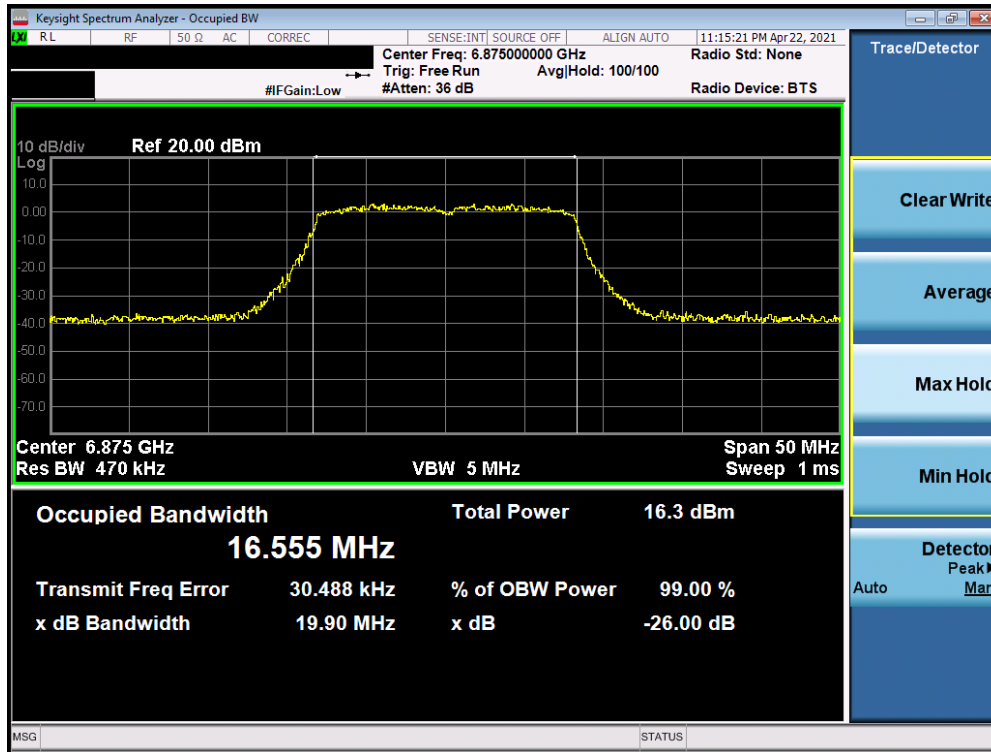 Keysight Spectrum Analyzer - Occupied BW
LXI RL RF 50 Ω AC CORREC SENSE:INT SOURCE OFF ALIGN AUTO 11:15:21 PM Apr 22, 2021
Center Freq: 6.875000000 GHz Radio Std: None
Trig: Free Run Avg|Hold: 100/100
#IFGain:Low #Atten: 36 dB Radio Device: BTS
Trace/Detector
10 dB/div Ref 20.00 dBm
Log
10.0
0.00
-10.0
-20.0
-30.0
-40.0
-50.0
-60.0
-70.0
Center 6.875 GHz Span 50 MHz
Res BW 470 kHz VBW 5 MHz Sweep 1 ms
Occupied Bandwidth Total Power 16.3 dBm
16.555 MHz
Transmit Freq Error 30.488 kHz % of OBW Power 99.00 %
x dB Bandwidth 19.90 MHz x dB -26.00 dB
Clear Write
Average
Max Hold
Min Hold
Detector
Peak
Auto Man
MSG STATUS